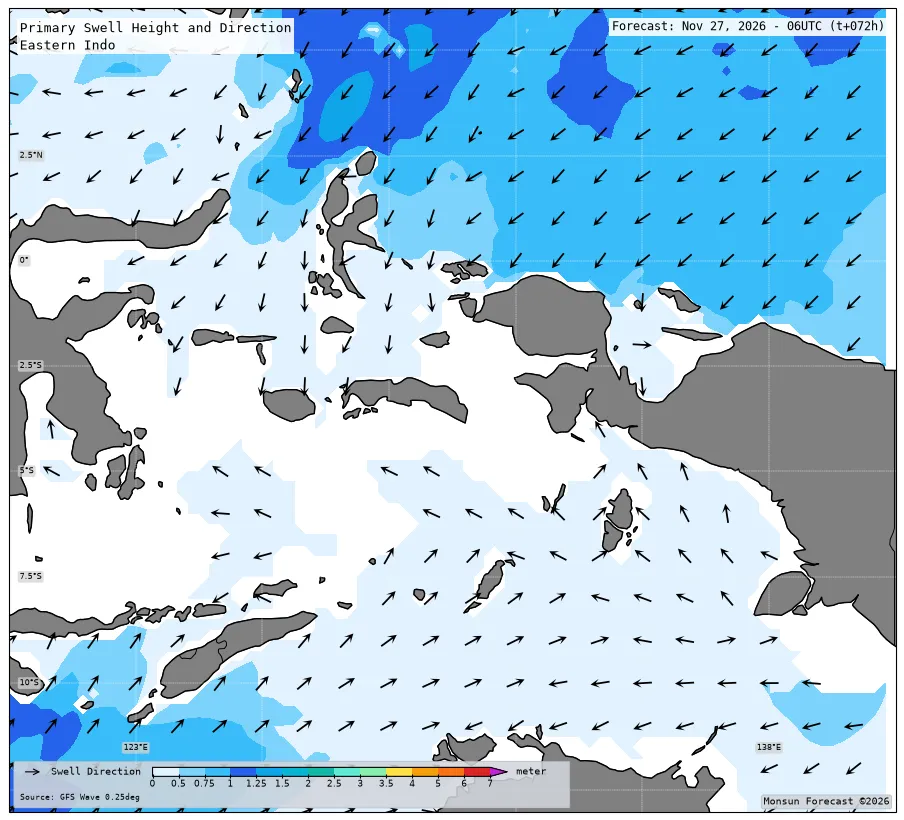 Primary Swell Height and Direction
Eastern Indo
Forecast: Nov 27, 2026 - 06UTC (t+072h)
2.5°N
0°
2.5°S
5°S
7.5°S
10°S
123°E
138°E
Swell Direction
0 0.5 0.75 1 1.25 1.5 2 2.5 3 3.5 4 5 6 7
meter
Source: GFS Wave 0.25deg
Monsun Forecast ©2026